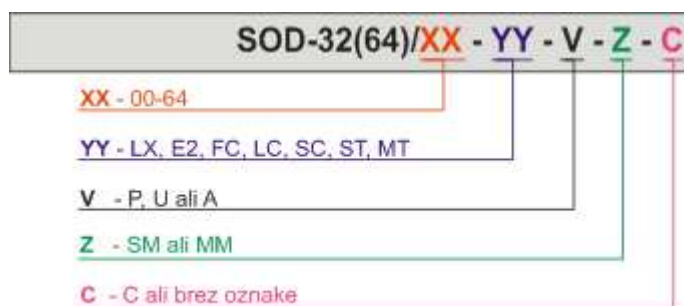 SOD-32(64)/XX - YY - V - Z - C
XX - 00-64
YY - LX, E2, FC, LC, SC, ST, MT
V - P, U ali A
Z - SM ali MM
C - C ali brez oznake